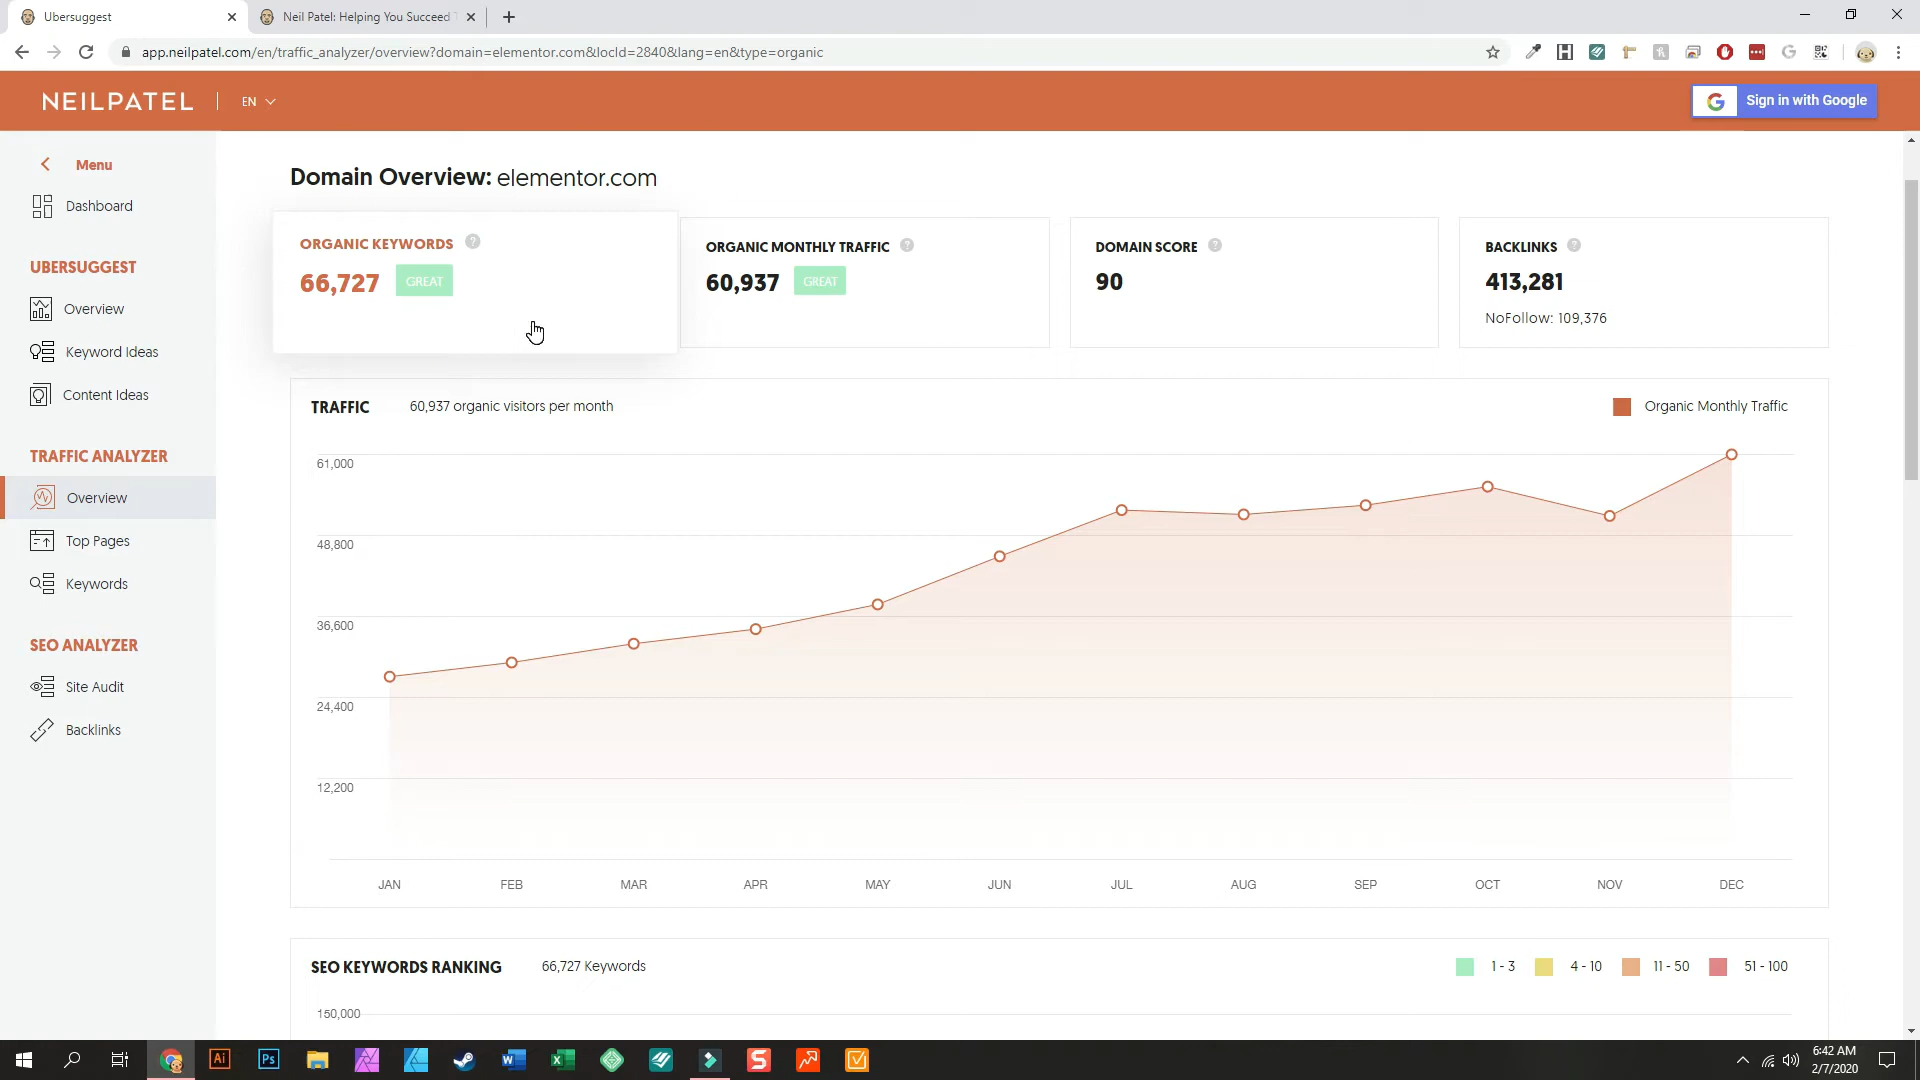 Ubersuggest
Neil Patel: Helping You Succeed T
app.neilpatel.com/en/traffic_analyzer/overview?domain=elementor.com&locId=2840&lang=en&type=organic
NEILPATEL
EN
Sign in with Google
Menu
Dashboard
UBERSUGGEST
Overview
Keyword Ideas
Content Ideas
TRAFFIC ANALYZER
Overview
Top Pages
Keywords
SEO ANALYZER
Site Audit
Backlinks
Domain Overview: elementor.com
ORGANIC KEYWORDS ?
66,727 GREAT
ORGANIC MONTHLY TRAFFIC ?
60,937 GREAT
DOMAIN SCORE ?
90
BACKLINKS ?
413,281
NoFollow: 109,376
TRAFFIC 60,937 organic visitors per month
Organic Monthly Traffic
61,000
48,800
36,600
24,400
12,200
JAN FEB MAR APR MAY JUN JUL AUG SEP OCT NOV DEC
SEO KEYWORDS RANKING 66,727 Keywords
1 - 3 4 - 10 11 - 50 51 - 100
150,000
Ai
Ps
6:42 AM
2/7/2020